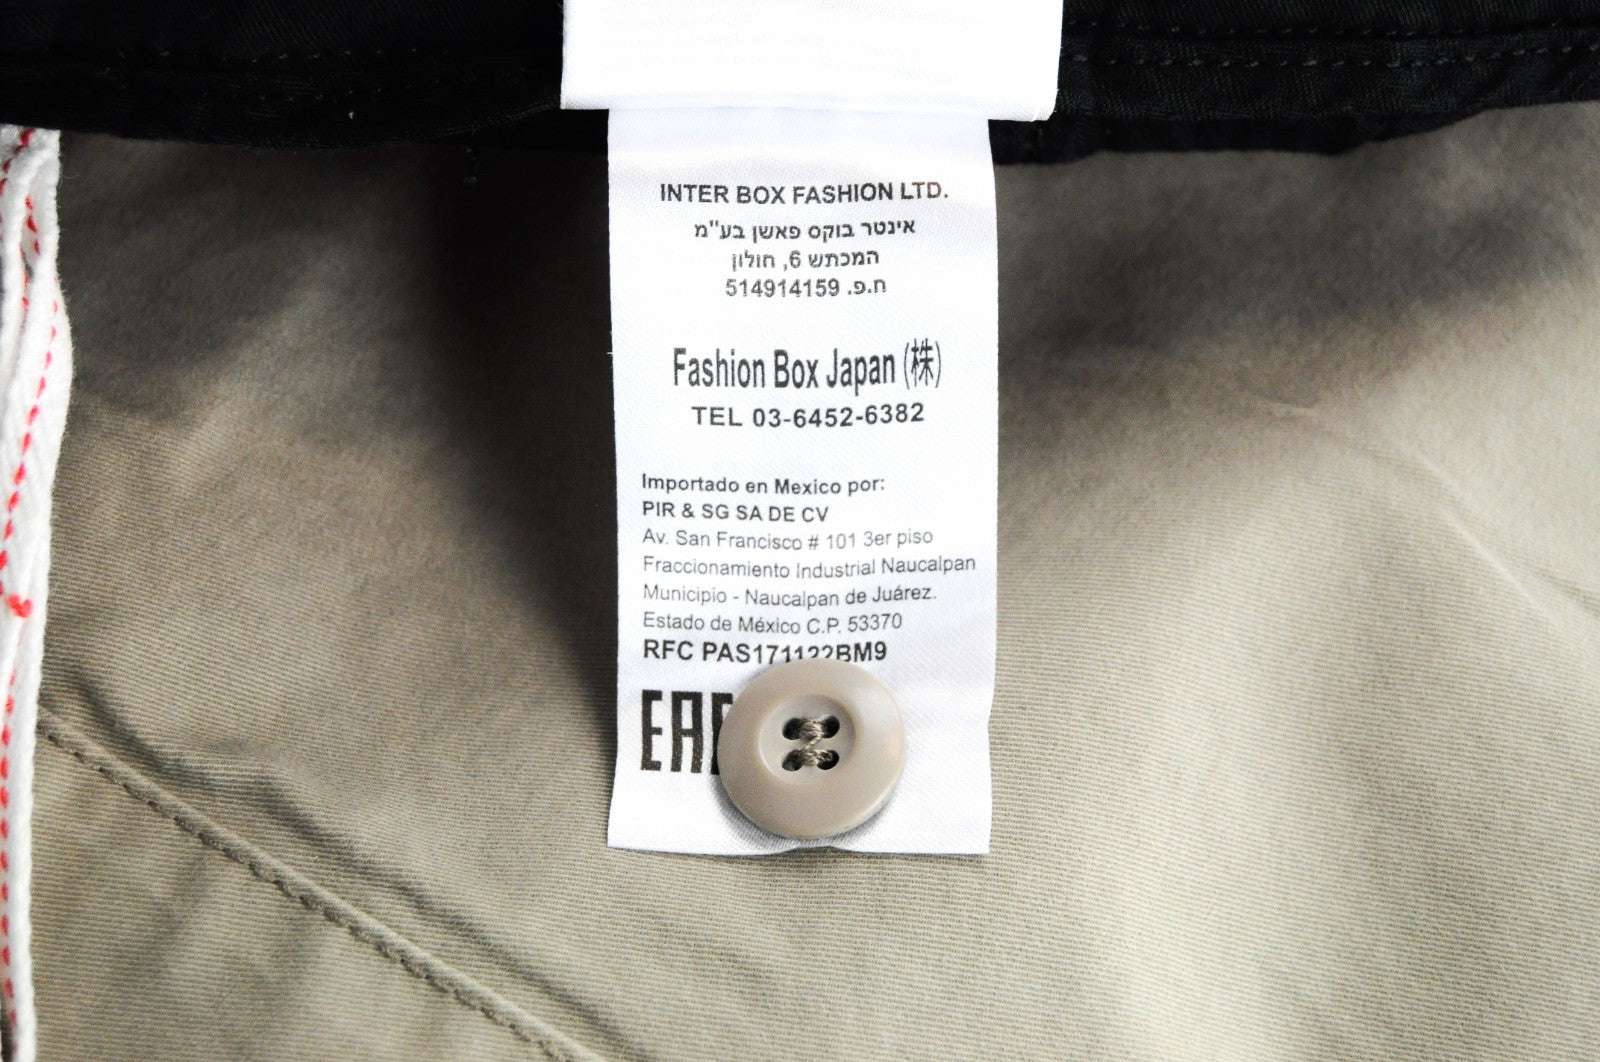 INTER BOX FASHION LTD.
אינטר בוקס פאשן בע"מ
המכתש 6, חולון
ח.פ. 514914159
Fashion Box Japan (株)
TEL 03-6452-6382
Importado en Mexico por:
PIR & SG SA DE CV
Av. San Francisco # 101 3er piso
Fraccionamiento Industrial Naucalpan
Municipio - Naucalpan de Juárez.
Estado de México C.P. 53370
RFC PAS171122BM9